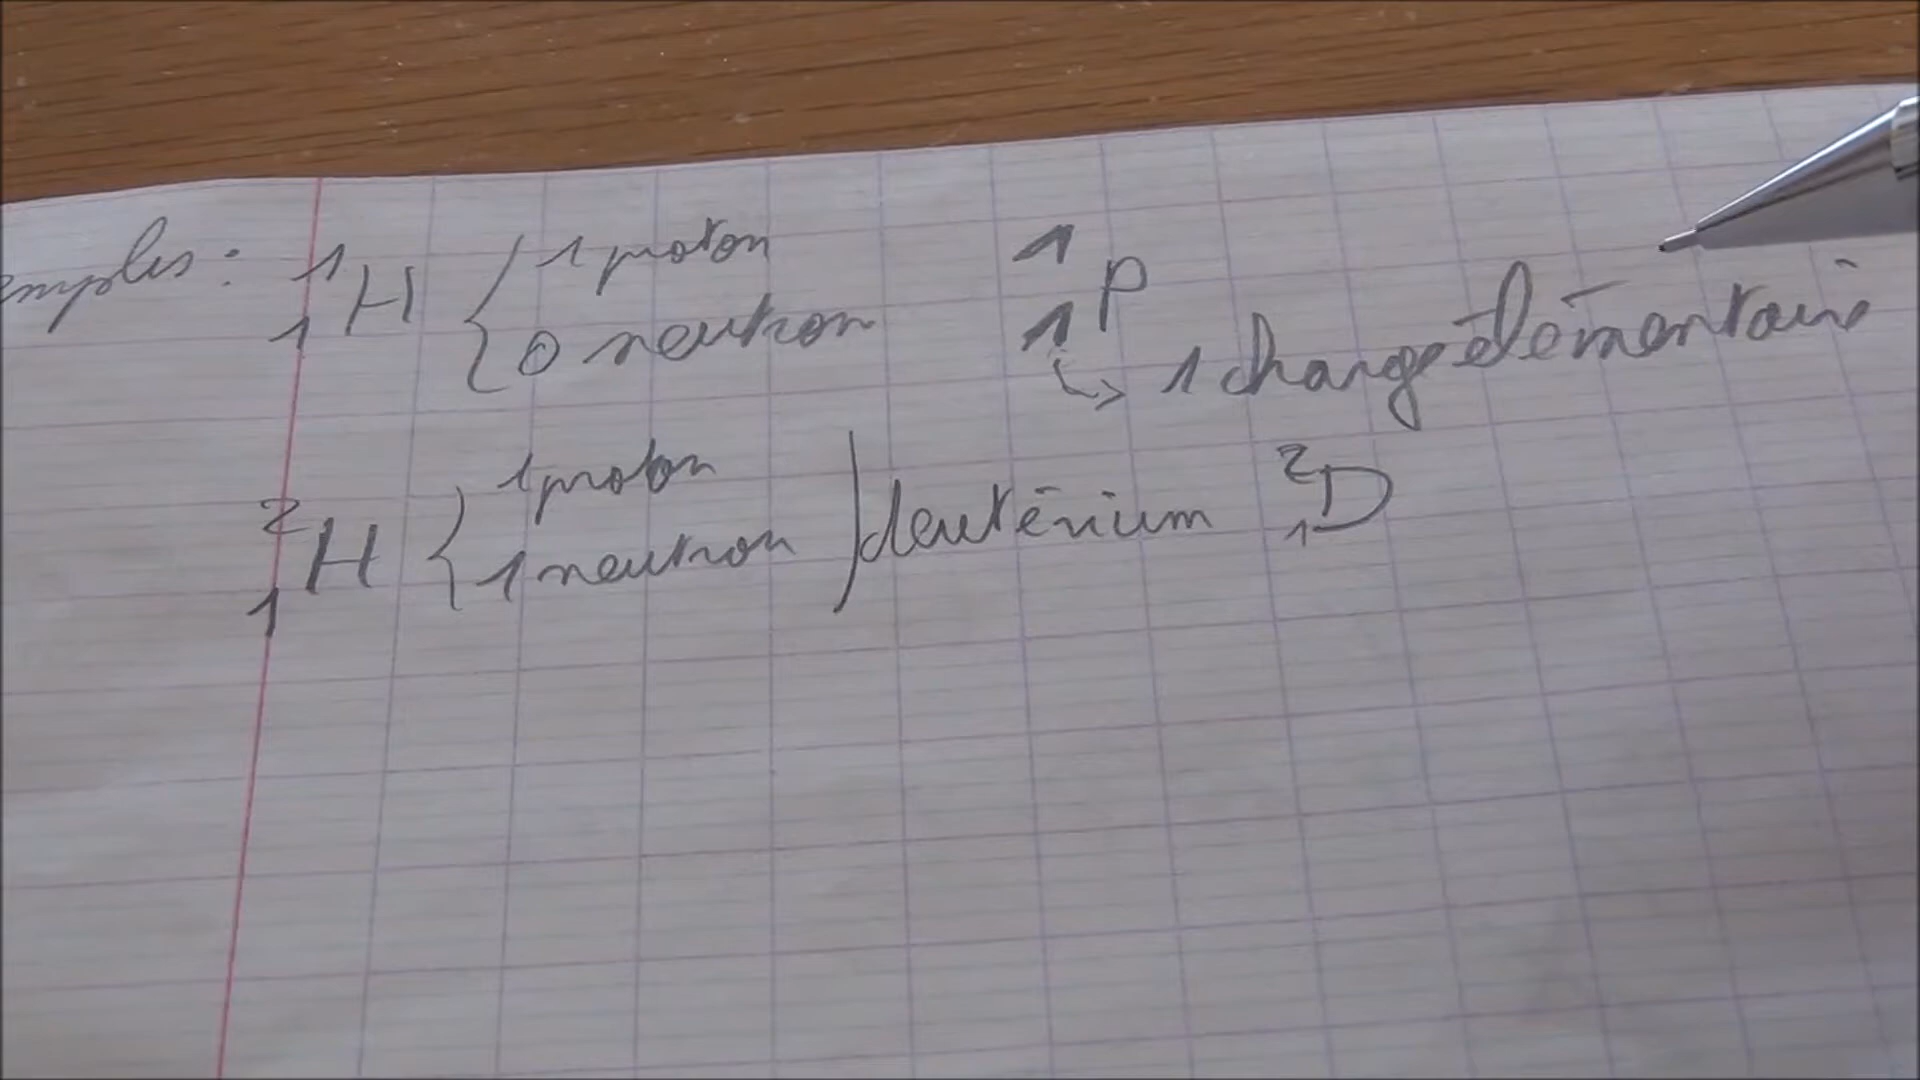 emples : ¹₁H { 1 proton ¹₁p
0 neutron
↳ 1 charge élémentaire
²₁H { 1 proton
1 neutron ) deutérium ²₁D